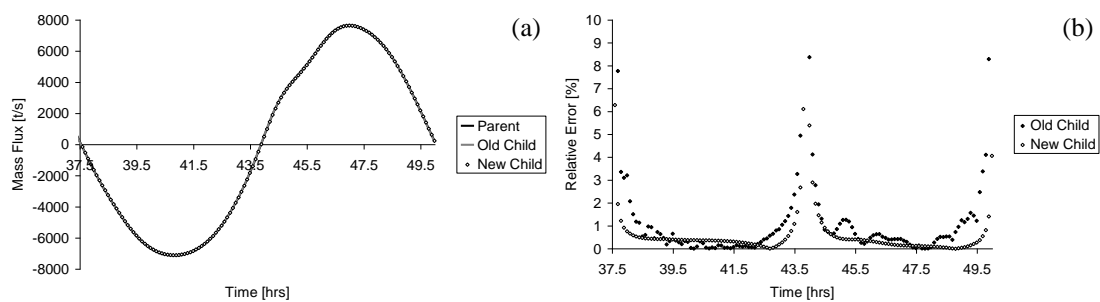 (a)
Mass Flux [t/s]
8000
6000
4000
2000
0
-2000
-4000
-6000
-8000
37.5 39.5 41.5 43.5 45.5 47.5 49.5
Time [hrs]
Parent
Old Child
New Child
(b)
Relative Error [%]
10
9
8
7
6
5
4
3
2
1
0
37.5 39.5 41.5 43.5 45.5 47.5 49.5
Time [hrs]
Old Child
New Child